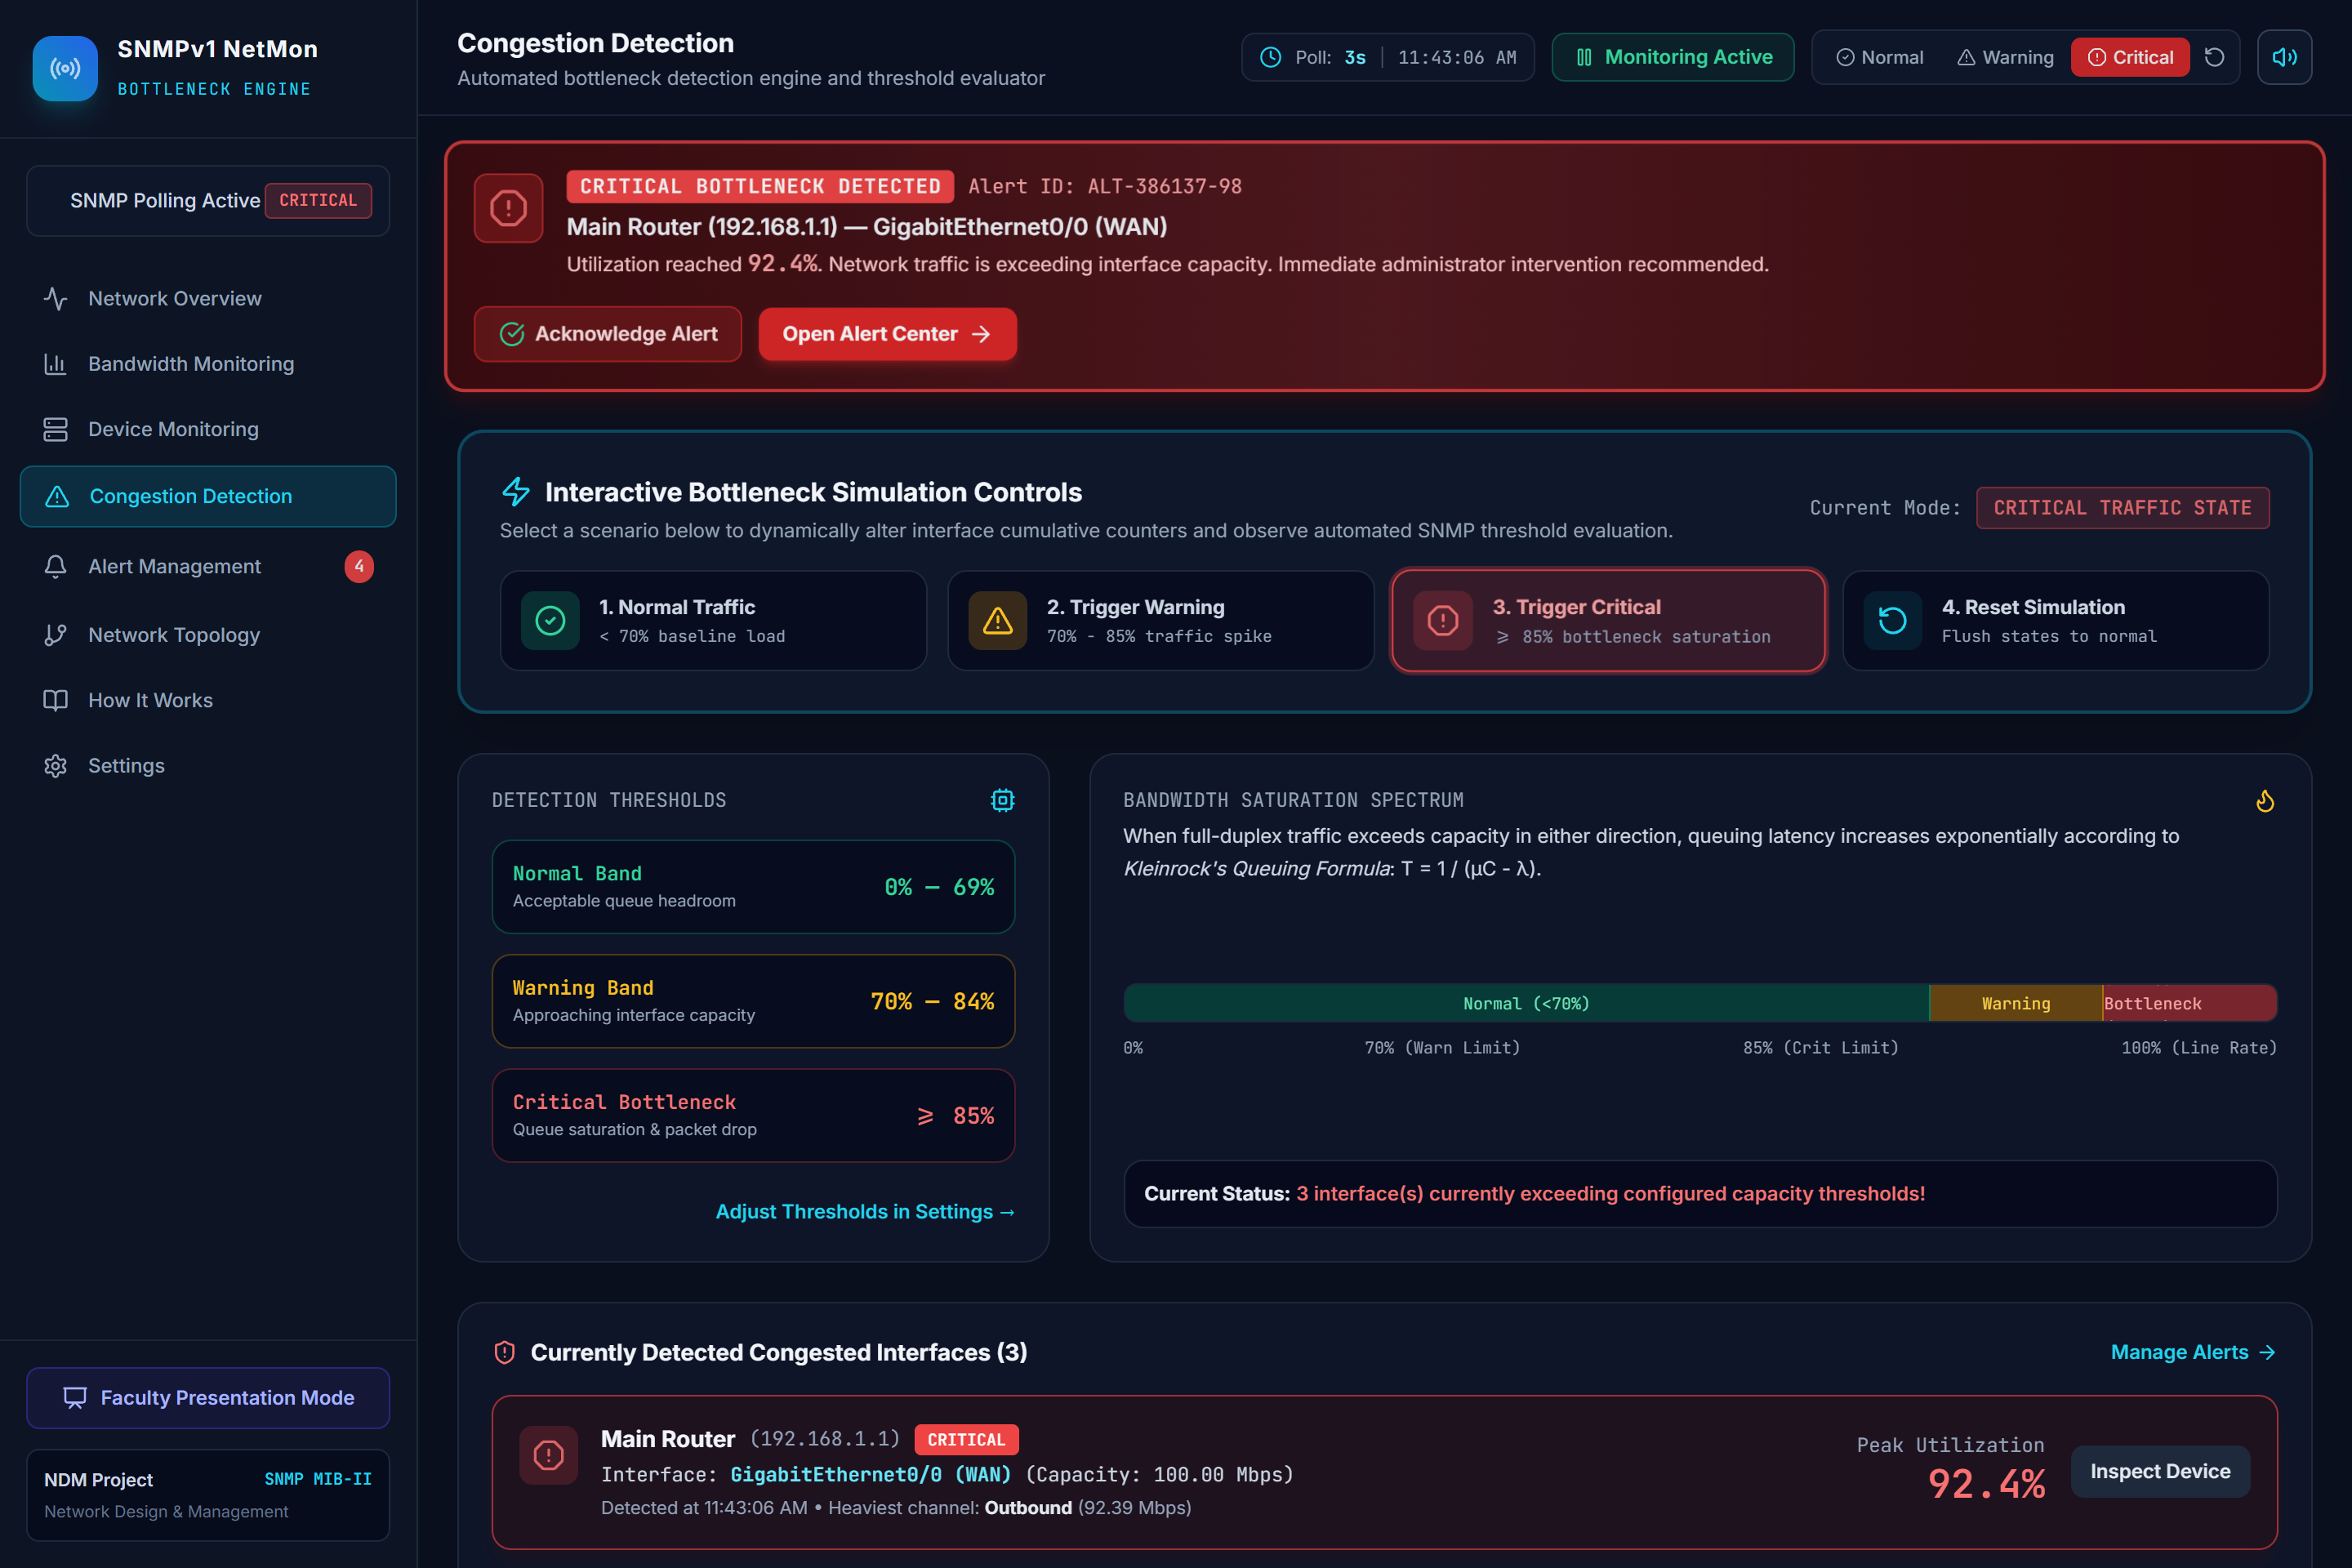 SNMPv1 NetMon
BOTTLENECK ENGINE
SNMP Polling Active CRITICAL
Network Overview
Bandwidth Monitoring
Device Monitoring
Congestion Detection
Alert Management 4
Network Topology
How It Works
Settings
Faculty Presentation Mode
NDM Project SNMP MIB-II
Network Design & Management
Congestion Detection
Automated bottleneck detection engine and threshold evaluator
Poll: 3s | 11:43:06 AM
Monitoring Active
Normal Warning Critical
CRITICAL BOTTLENECK DETECTED Alert ID: ALT-386137-98
Main Router (192.168.1.1) — GigabitEthernet0/0 (WAN)
Utilization reached 92.4%. Network traffic is exceeding interface capacity. Immediate administrator intervention recommended.
Acknowledge Alert Open Alert Center →
Interactive Bottleneck Simulation Controls
Select a scenario below to dynamically alter interface cumulative counters and observe automated SNMP threshold evaluation.
Current Mode: CRITICAL TRAFFIC STATE
1. Normal Traffic
< 70% baseline load
2. Trigger Warning
70% - 85% traffic spike
3. Trigger Critical
≥ 85% bottleneck saturation
4. Reset Simulation
Flush states to normal
DETECTION THRESHOLDS
Normal Band
Acceptable queue headroom
0% — 69%
Warning Band
Approaching interface capacity
70% — 84%
Critical Bottleneck
Queue saturation & packet drop
≥ 85%
Adjust Thresholds in Settings →
BANDWIDTH SATURATION SPECTRUM
When full-duplex traffic exceeds capacity in either direction, queuing latency increases exponentially according to
Kleinrock's Queuing Formula: T = 1 / (μC - λ).
Normal (<70%) Warning Bottleneck
0% 70% (Warn Limit) 85% (Crit Limit) 100% (Line Rate)
Current Status: 3 interface(s) currently exceeding configured capacity thresholds!
Currently Detected Congested Interfaces (3)
Manage Alerts →
Main Router (192.168.1.1) CRITICAL
Interface: GigabitEthernet0/0 (WAN) (Capacity: 100.00 Mbps)
Detected at 11:43:06 AM • Heaviest channel: Outbound (92.39 Mbps)
Peak Utilization
92.4%
Inspect Device